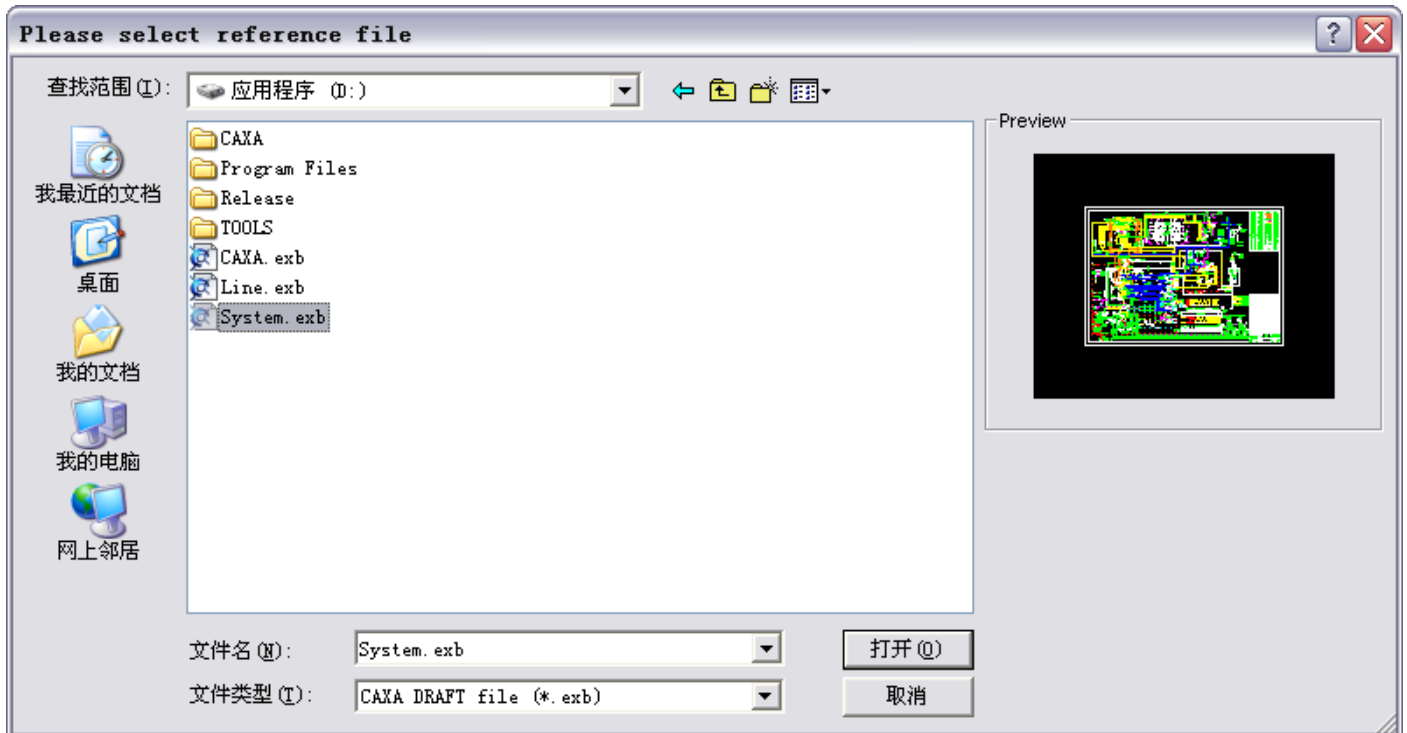 Please select reference file
查找范围(I):
应用程序 (D:)
Preview
我最近的文档
桌面
我的文档
我的电脑
网上邻居
CAXA
Program Files
Release
TOOLS
CAXA.exb
Line.exb
System.exb
文件名(N):
System.exb
打开(O)
文件类型(T):
CAXA DRAFT file (*.exb)
取消